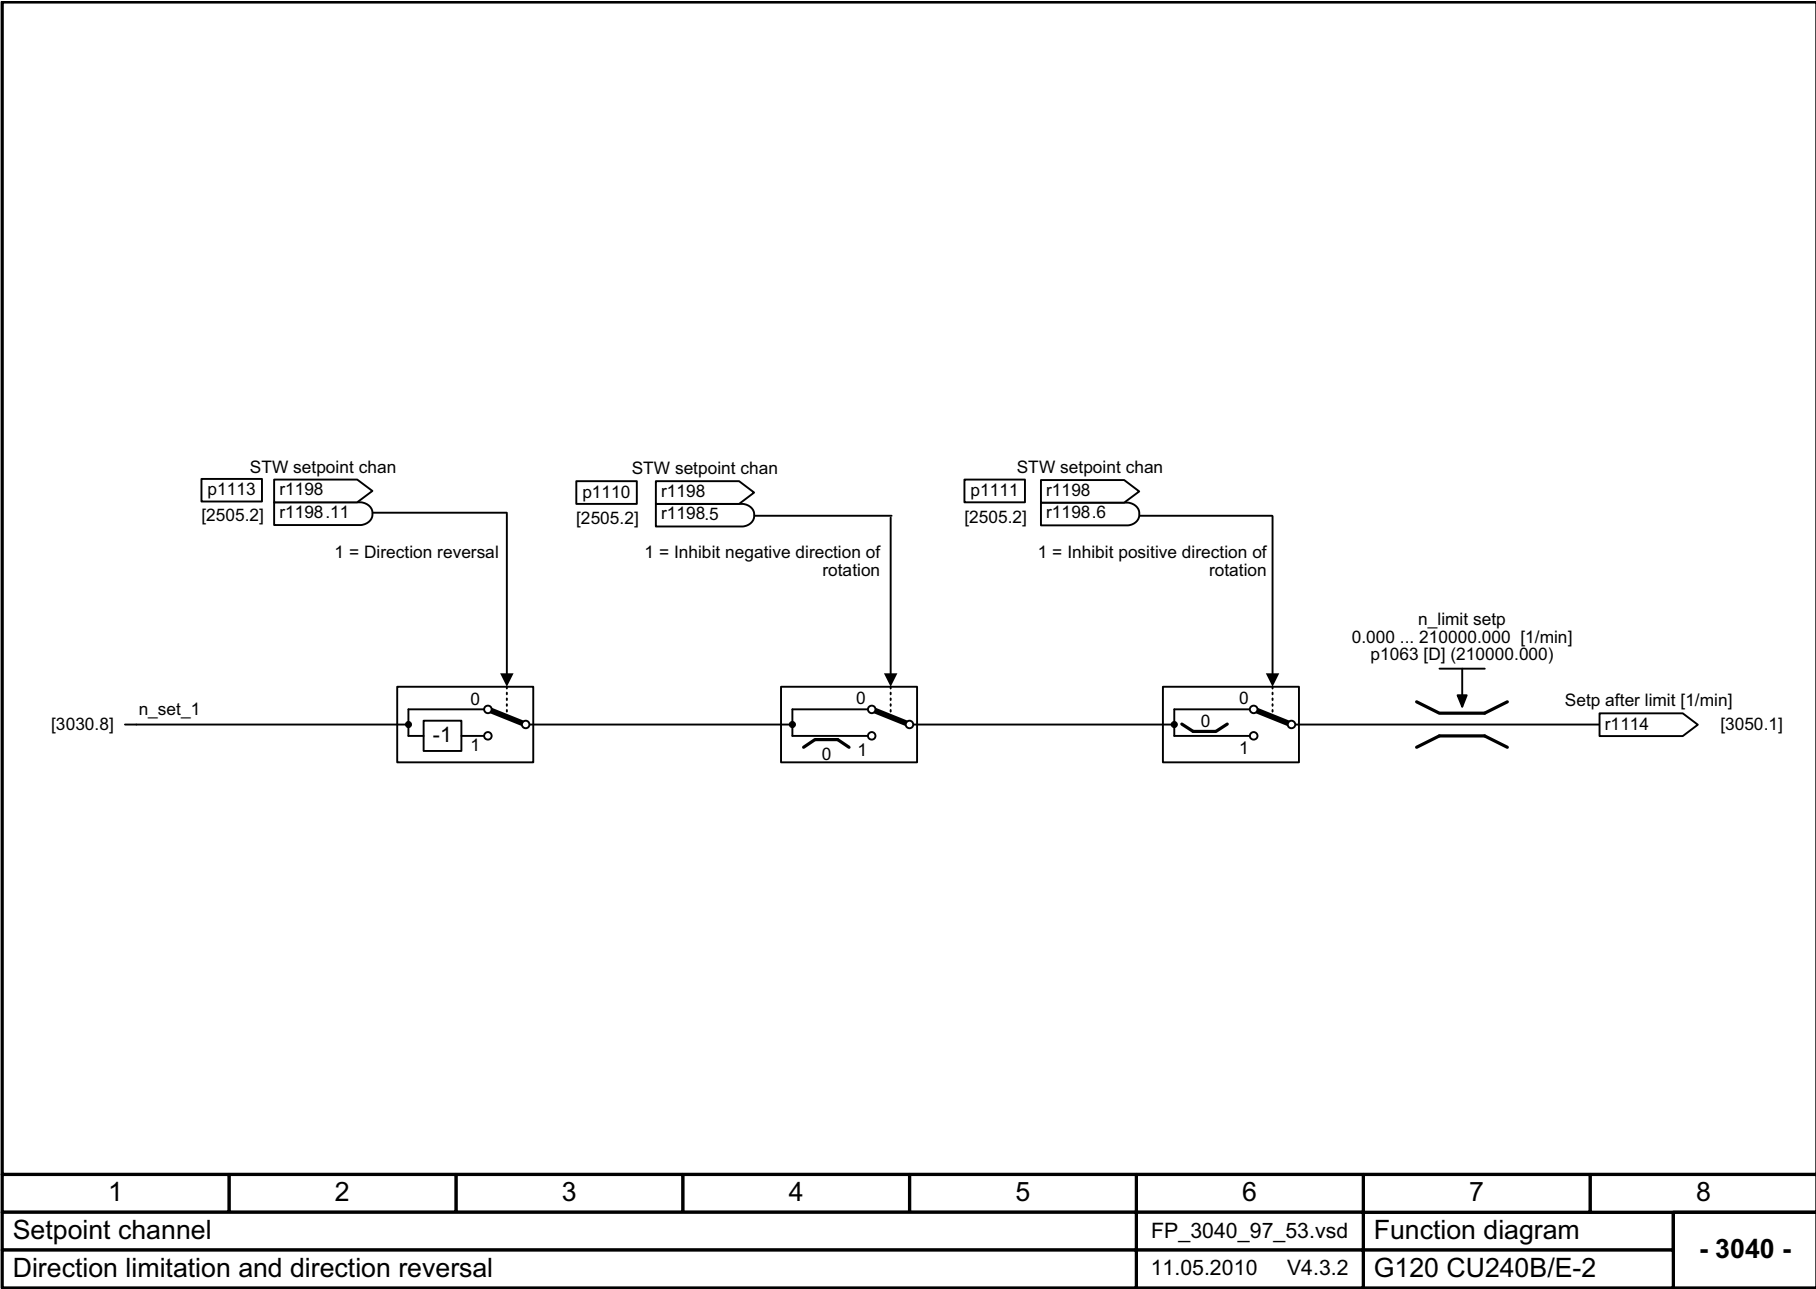 STW setpoint chan
p1113
r1198
[2505.2]
r1198.11
1 = Direction reversal
STW setpoint chan
p1110
r1198
[2505.2]
r1198.5
1 = Inhibit negative direction of
rotation
STW setpoint chan
p1111
r1198
[2505.2]
r1198.6
1 = Inhibit positive direction of
rotation
n_limit setp
0.000 ... 210000.000 [1/min]
p1063 [D] (210000.000)
[3030.8]
n_set_1
0
-1
1
0
0
1
0
0
1
Setp after limit [1/min]
r1114
[3050.1]
1 2 3 4 5 6 7 8
Setpoint channel
FP_3040_97_53.vsd
Function diagram
- 3040 -
Direction limitation and direction reversal
11.05.2010 V4.3.2
G120 CU240B/E-2